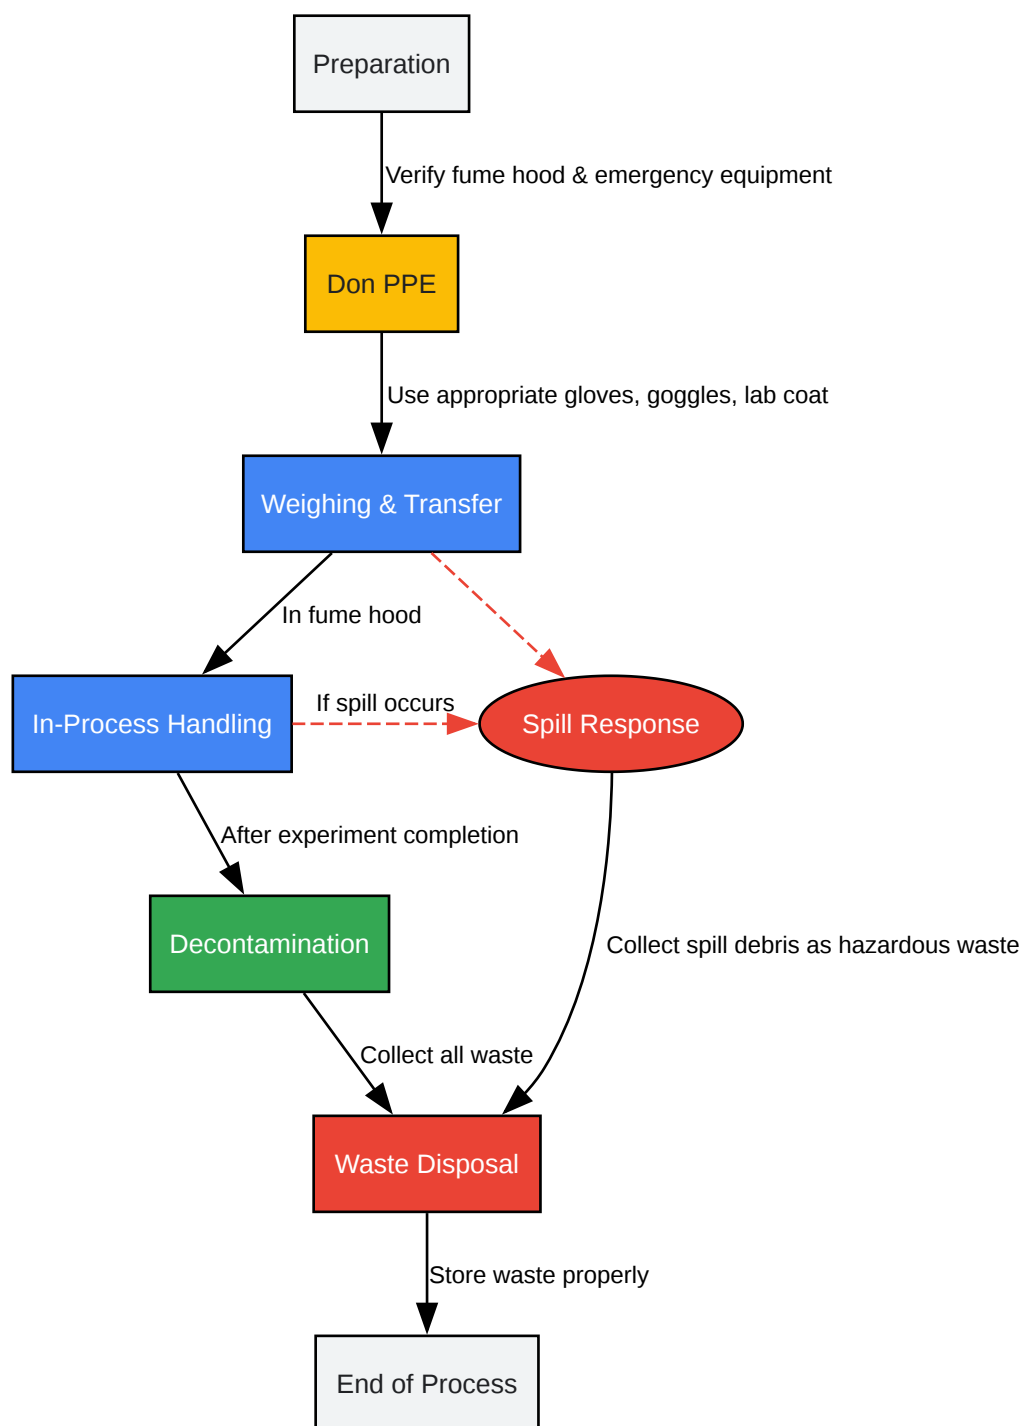 Preparation
Verify fume hood & emergency equipment
Don PPE
Use appropriate gloves, goggles, lab coat
Weighing & Transfer
In fume hood
If spill occurs
In-Process Handling
Spill Response
After experiment completion
Decontamination
Collect spill debris as hazardous waste
Collect all waste
Waste Disposal
Store waste properly
End of Process